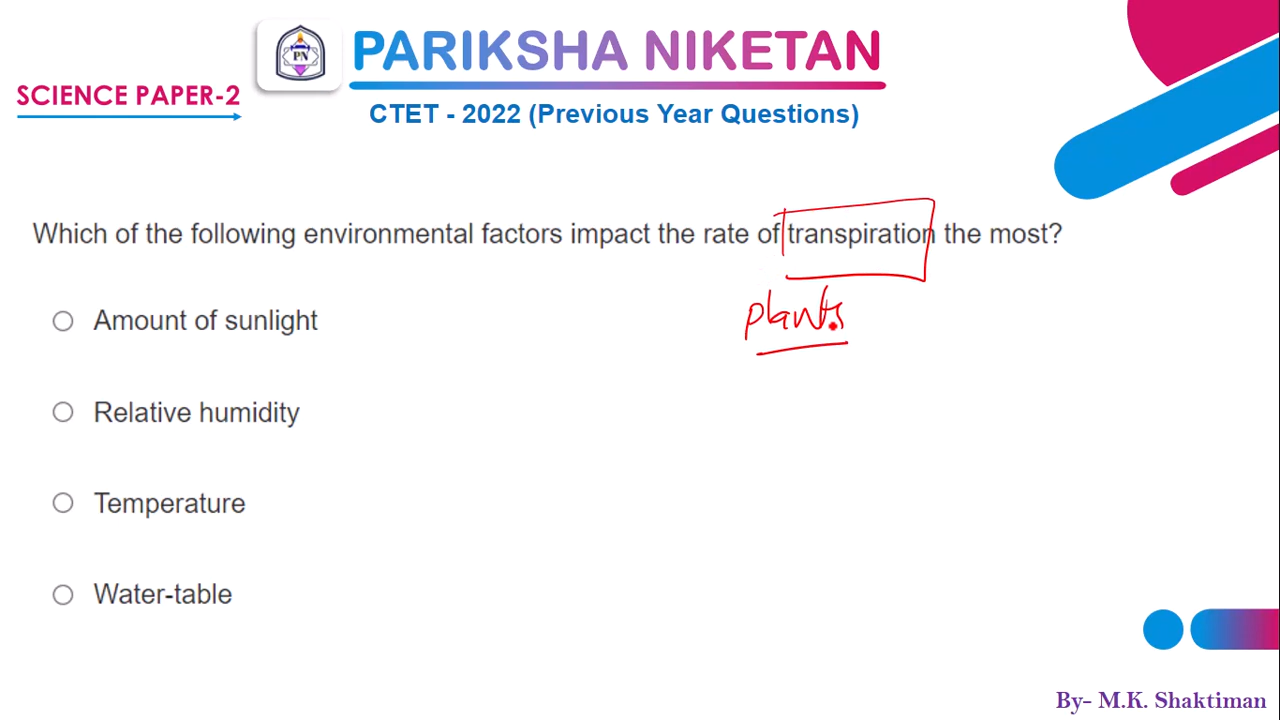 PN
PARIKSHA NIKETAN
SCIENCE PAPER-2
CTET - 2022 (Previous Year Questions)
Which of the following environmental factors impact the rate of transpiration the most?
plants
Amount of sunlight
Relative humidity
Temperature
Water-table
By- M.K. Shaktiman